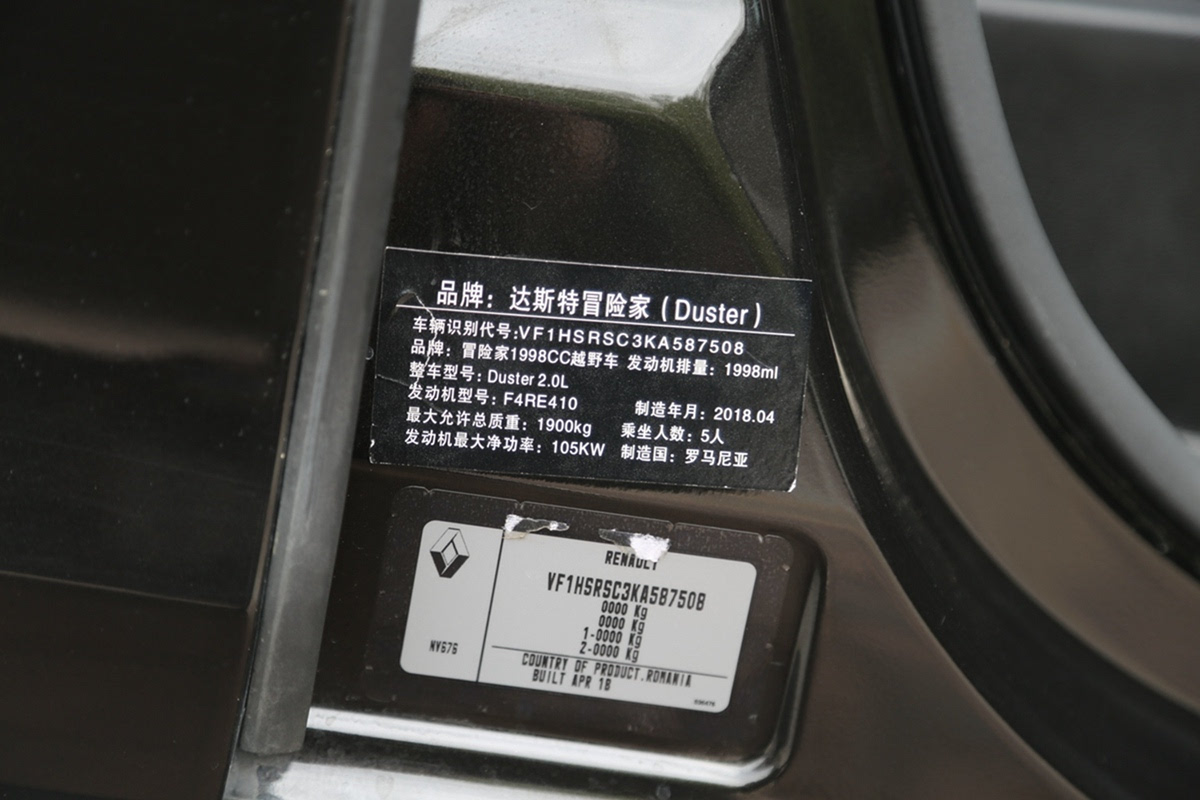 品牌：达斯特冒险家（Duster）
车辆识别代号:VF1HSRSC3KA587508
品牌：冒险家1998CC越野车 发动机排量：1998ml
整车型号：Duster 2.0L
发动机型号：F4RE410 制造年月：2018.04
最大允许总质量：1900kg 乘坐人数：5人
发动机最大净功率：105KW 制造国：罗马尼亚
RENAULT
VF1HSRSC3KA587508
0000 Kg
0000 Kg
1-0000 Kg
2-0000 Kg
NV676
COUNTRY OF PRODUCT.ROMANIA
BUILT APR 18